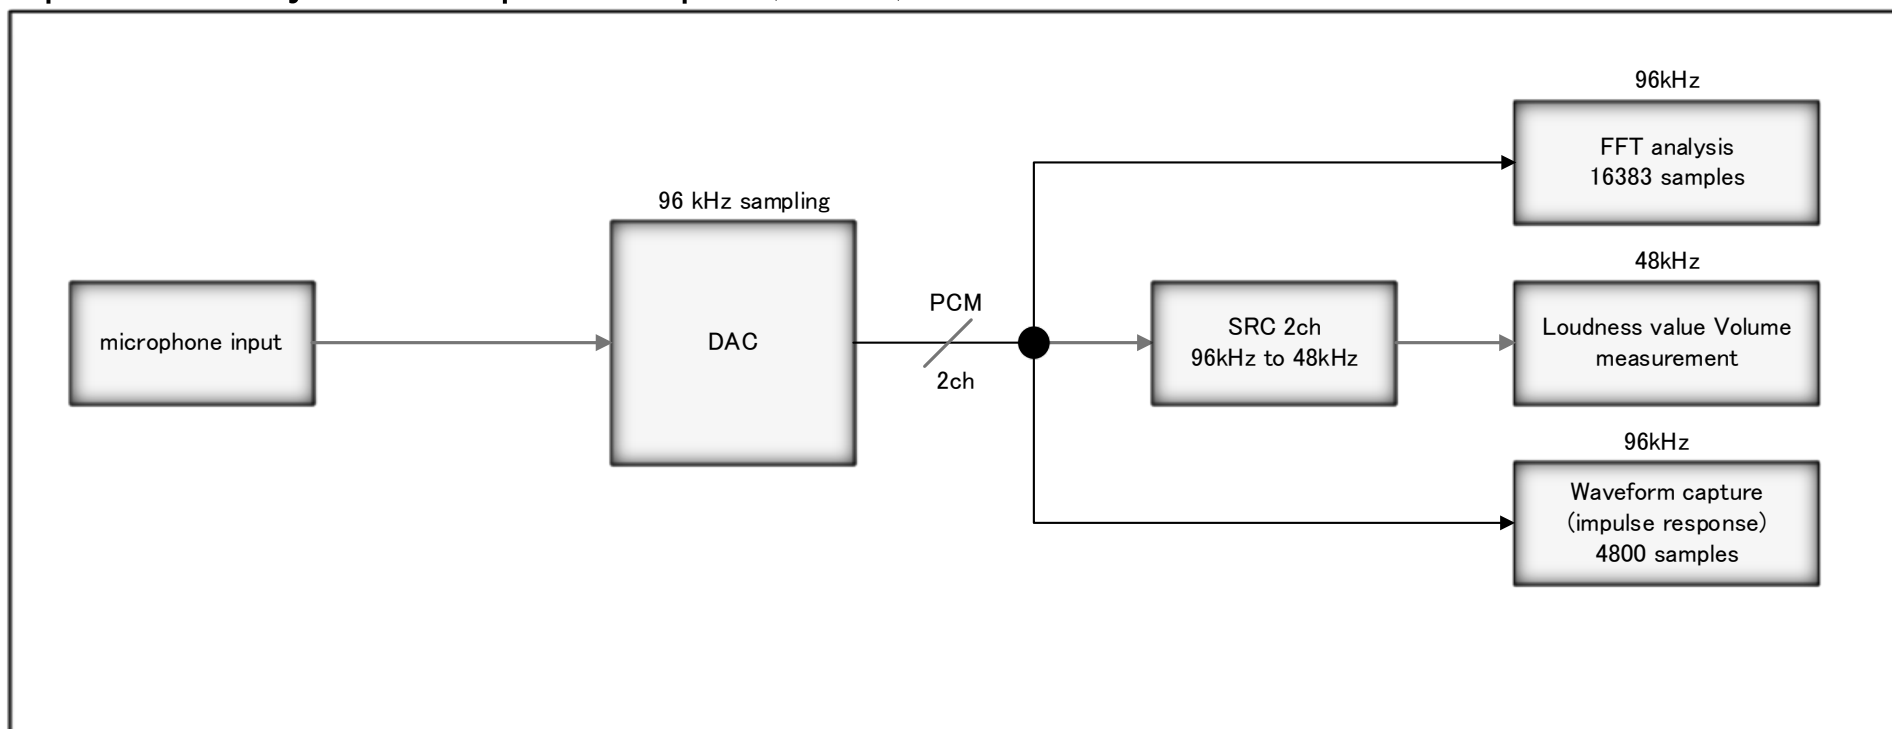 96kHz
FFT analysis
16383 samples
96 kHz sampling
48kHz
microphone input
DAC
PCM
2ch
SRC 2ch
96kHz to 48kHz
Loudness value Volume
measurement
96kHz
Waveform capture
(impulse response)
4800 samples